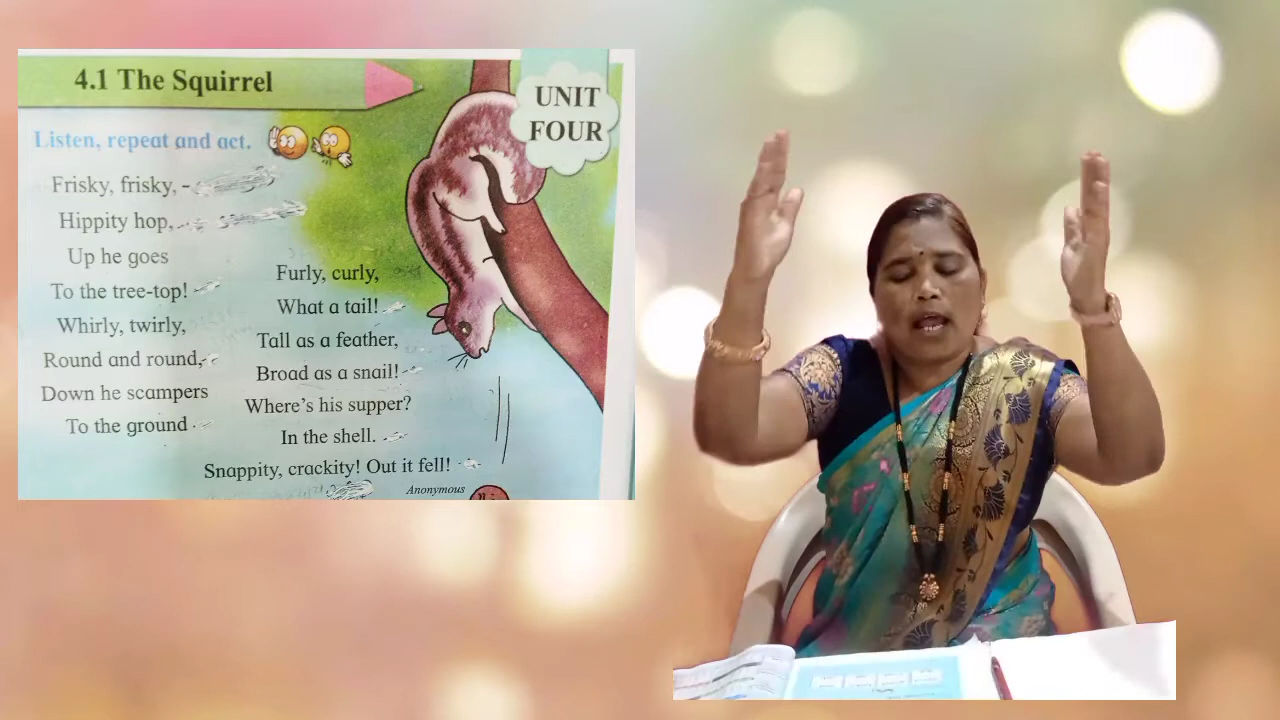 4.1 The Squirrel
UNIT
FOUR
Listen, repeat and act.
Frisky, frisky, -
Hippity hop,
Up he goes
To the tree-top!
Whirly, twirly,
Round and round,
Down he scampers
To the ground
Furly, curly,
What a tail!
Tall as a feather,
Broad as a snail!
Where's his supper?
In the shell.
Snappity, crackity! Out it fell!
Anonymous